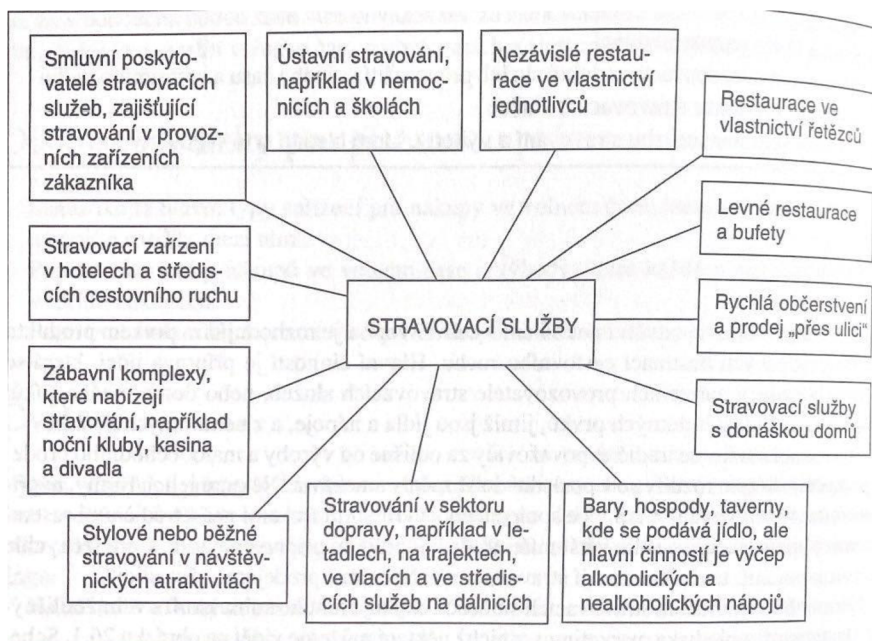 Smluvní poskyto-
vatelé stravovacích
služeb, zajišťující
stravování v provoz-
ních zařízeních
zákazníka
Ústavní stravování,
například v nemoc-
nicích a školách
Nezávislé restau-
race ve vlastnictví
jednotlivců
Restaurace ve
vlastnictví řetězců
Levné restaurace
a bufety
Stravovací zařízení
v hotelech a středis-
cích cestovního ruchu
STRAVOVACÍ SLUŽBY
Rychlá občerstvení
a prodej „přes ulici“
Zábavní komplexy,
které nabízejí
stravování, například
noční kluby, kasina
a divadla
Stravovací služby
s donáškou domů
Stylové nebo běžné
stravování v návštěv-
nických atraktivitách
Stravování v sektoru
dopravy, například v le-
tadlech, na trajektech,
ve vlacích a ve středis-
cích služeb na dálnicích
Bary, hospody, taverny,
kde se podává jídlo, ale
hlavní činností je výčep
alkoholických a
nealkoholických nápojů